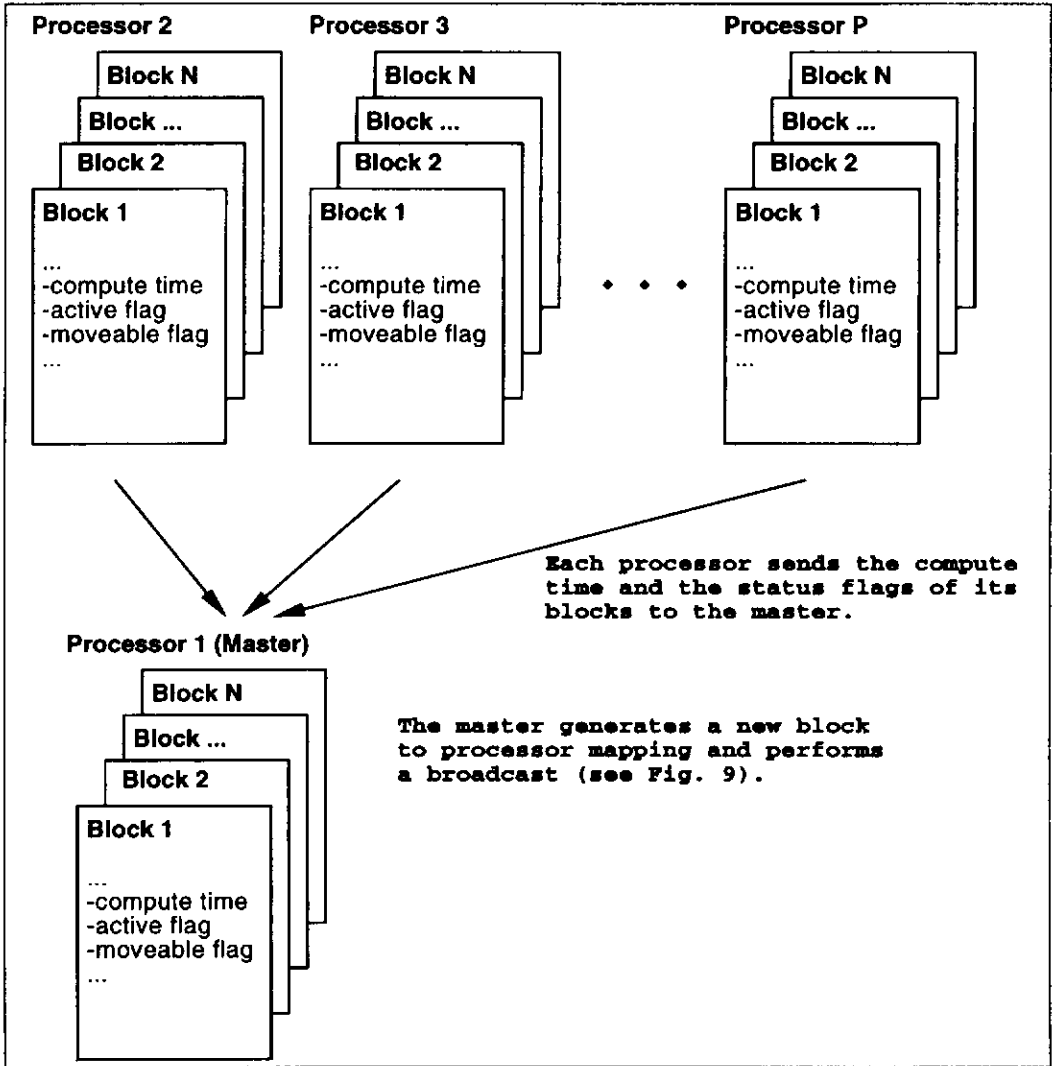 Processor 2
Block N
Block ...
Block 2
Block 1
...
-compute time
-active flag
-moveable flag
...
Processor 3
Block N
Block ...
Block 2
Block 1
...
-compute time
-active flag
-moveable flag
...
Processor P
Block N
Block ...
Block 2
Block 1
...
-compute time
-active flag
-moveable flag
...
Each processor sends the compute
time and the status flags of its
blocks to the master.
Processor 1 (Master)
Block N
Block ...
Block 2
Block 1
...
-compute time
-active flag
-moveable flag
...
The master generates a new block
to processor mapping and performs
a broadcast (see Fig. 9).